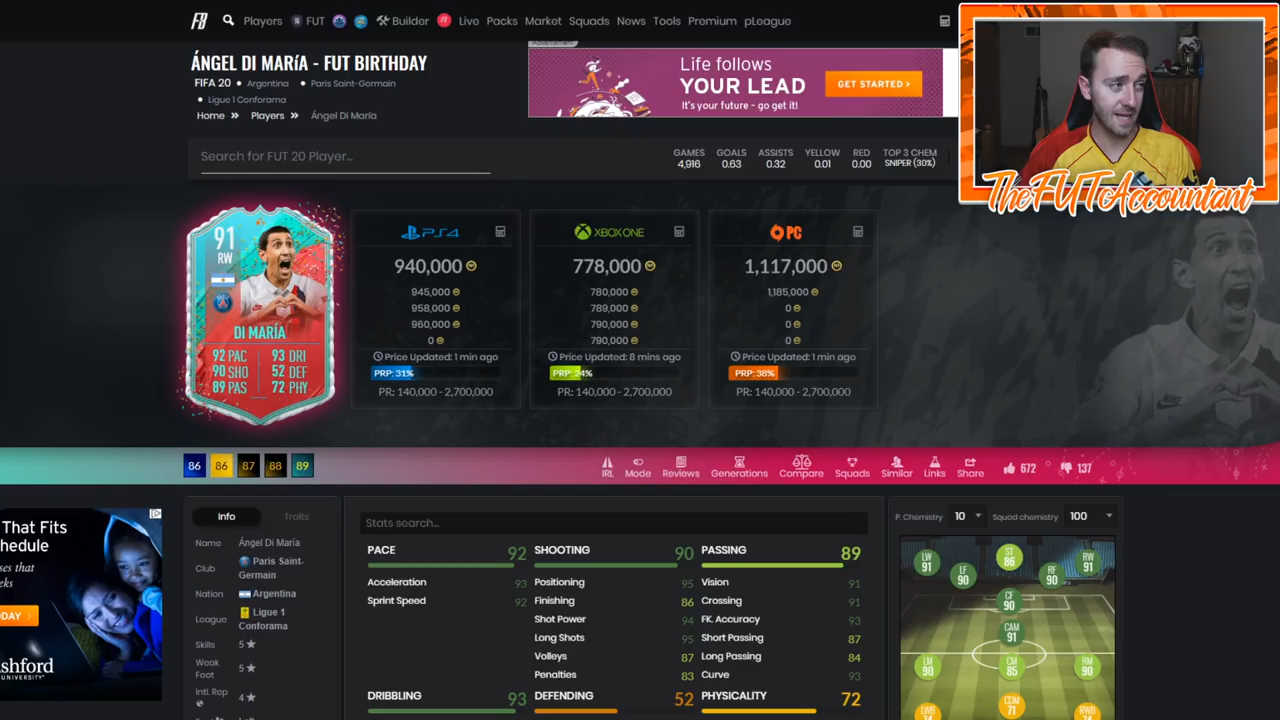 FB Players FUT Builder Live Packs Market Squads News Tools Premium pLeague
ÁNGEL DI MARíA - FUT BIRTHDAY
FIFA 20 Argentina Paris Saint-Germain
Ligue 1 Conforama
Home Players Ángel Di María
Life follows
YOUR LEAD
It's your future - go get it!
GET STARTED
TheFUTAccountant
Search for FUT 20 Player...
GAMES GOALS ASSISTS YELLOW RED TOP 3 CHEM
4,916 0.63 0.32 0.01 0.00 SNIPER (30%)
91
RW
DI MARÍA
92 PAC 93 DRI
90 SHO 52 DEF
89 PAS 72 PHY
PS4
940,000
945,000
958,000
960,000
0
Price Updated: 1 min ago
PRP: 31%
PR: 140,000 - 2,700,000
XBOX ONE
778,000
780,000
789,000
790,000
790,000
Price Updated: 8 mins ago
PRP: 24%
PR: 140,000 - 2,700,000
PC
1,117,000
1,185,000
0
0
0
Price Updated: 1 min ago
PRP: 38%
PR: 140,000 - 2,700,000
86 86 87 88 89
IRL Mode Reviews Generations Compare Squads Similar Links Share 672 137
That Fits
TODAY
UNIVERSITY
Info Traits
Name Ángel Di María
Club Paris Saint-
Germain
Nation Argentina
League Ligue 1
Conforama
Skills 5
Weak
Foot 5
Intl. Rep 4
Stats search...
PACE 92
Acceleration 93
Sprint Speed 92
SHOOTING 90
Positioning 95
Finishing 86
Shot Power 94
Long Shots 95
Volleys 87
Penalties 83
PASSING 89
Vision 91
Crossing 91
FK. Accuracy 93
Short Passing 87
Long Passing 84
Curve 93
DRIBBLING 93
DEFENDING 52
PHYSICALITY 72
P. Chemistry 10 Squad chemistry 100
LW
91
LF
90
ST
86
RF
90
RW
91
CF
90
CAM
91
LM
90
CM
85
RM
90
LWB
CDM
71
RWB